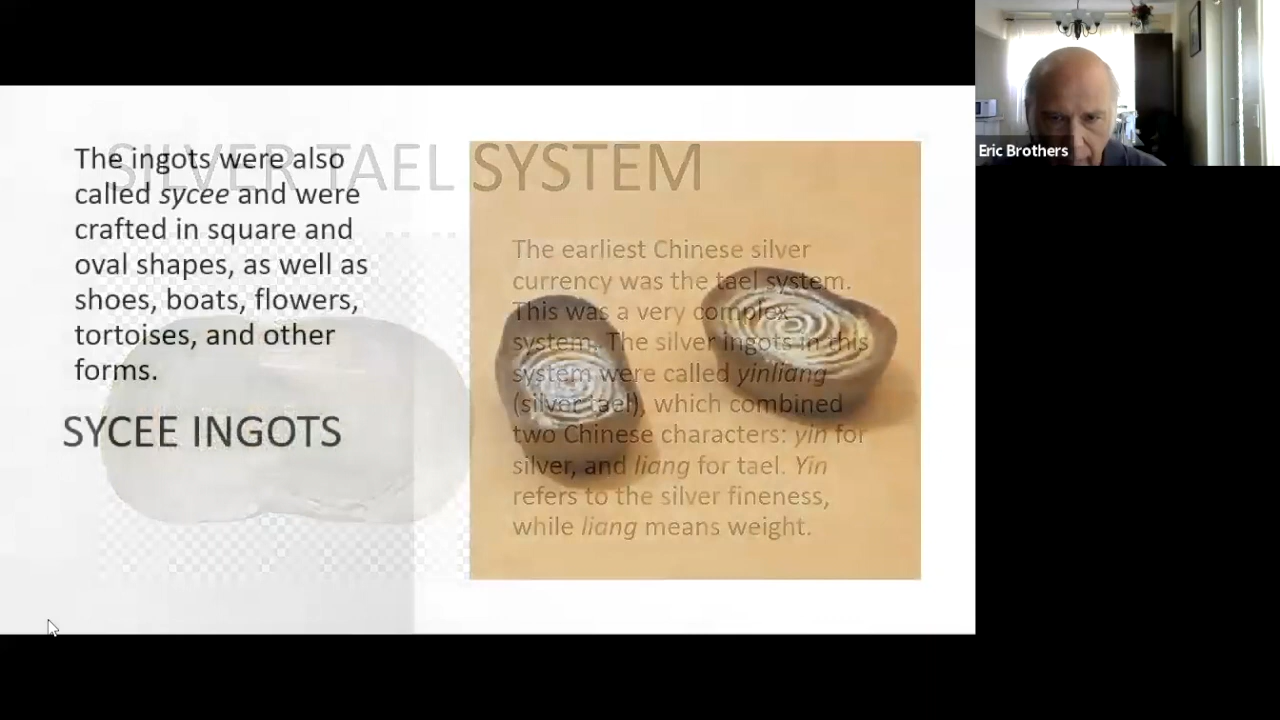 The ingots were also
called sycee and were
crafted in square and
oval shapes, as well as
shoes, boats, flowers,
tortoises, and other
forms.
SYCEE INGOTS
SILVER TAEL SYSTEM
The earliest Chinese silver
currency was the tael system.
This was a very complex
system. The silver ingots in this
system were called yinliang
(silver tael), which combined
two Chinese characters: yin for
silver, and liang for tael. Yin
refers to the silver fineness,
while liang means weight.
Eric Brothers